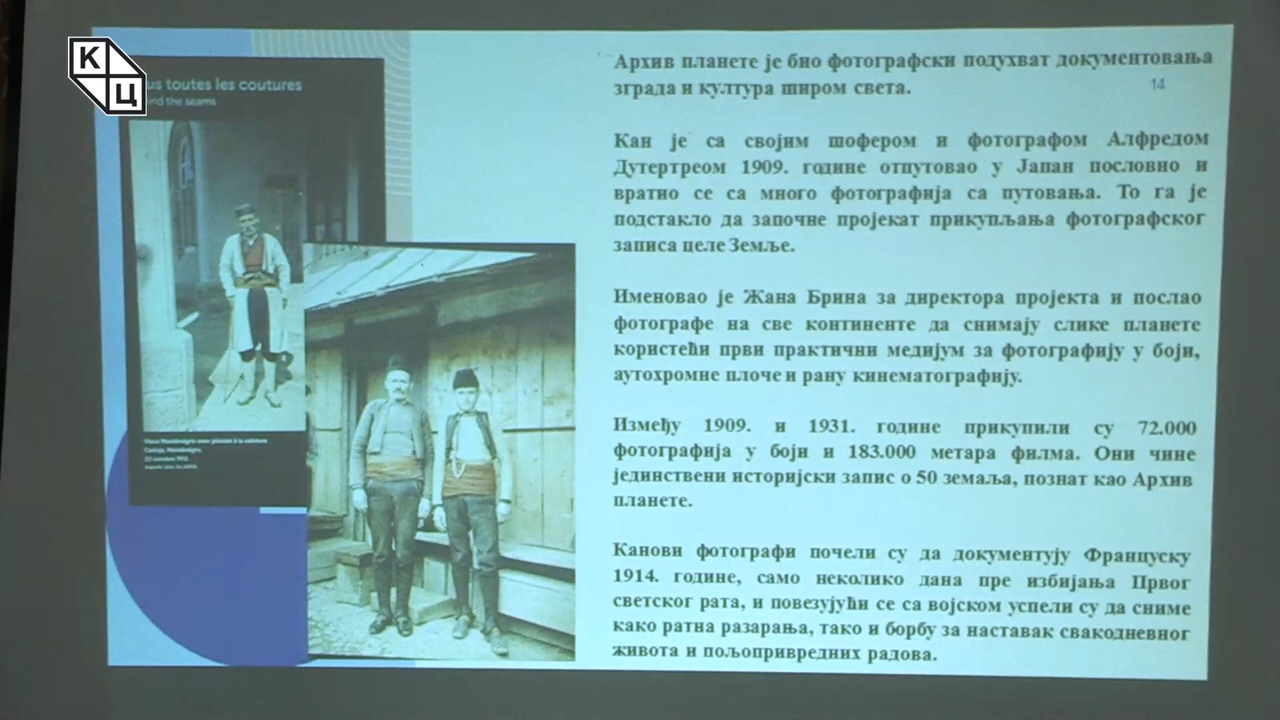 К
Ц
us toutes les coutures
nd the seams
Архив планете је био фотографски подухват документовања
зграда и култура широм света.
14
Кан је са својим шофером и фотографом Алфредом
Дутертреом 1909. године отпутовао у Јапан пословно и
вратио се са много фотографија са путовања. То га је
подстакло да започне пројекат прикупљања фотографског
записа целе Земље.
Именовао је Жана Брина за директора пројекта и послао
фотографе на све континенте да снимају слике планете
користећи први практични медијум за фотографију у боји,
аутохромне плоче и рану кинематографију.
Између 1909. и 1931. године прикупили су 72.000
фотографија у боји и 183.000 метара филма. Они чине
јединствени историјски запис о 50 земаља, познат као Архив
планете.
Канови фотографи почели су да документују Француску
1914. године, само неколико дана пре избијања Првог
светског рата, и повезујући се са војском успели су да сниме
како ратна разарања, тако и борбу за наставак свакодневног
живота и пољопривредних радова.